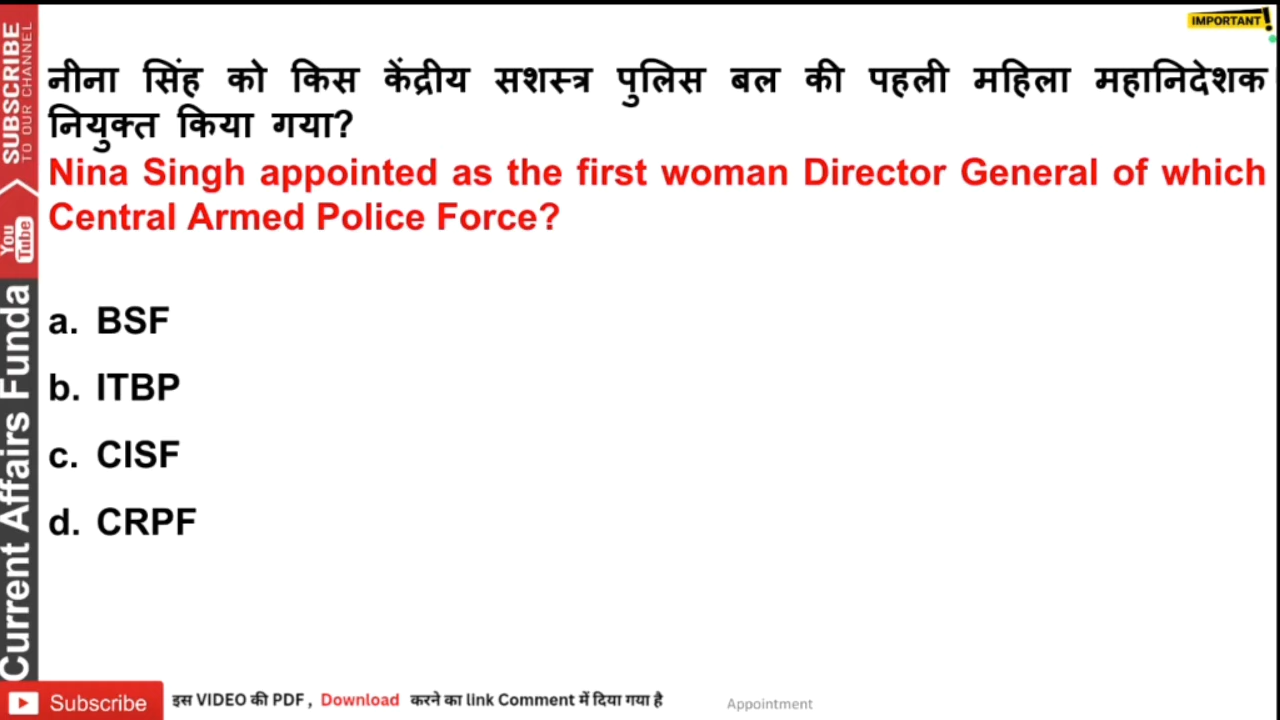 IMPORTANT!
नीना सिंह को किस केंद्रीय सशस्त्र पुलिस बल की पहली महिला महानिदेशक
नियुक्त किया गया?
Nina Singh appointed as the first woman Director General of which
Central Armed Police Force?
a. BSF
b. ITBP
c. CISF
d. CRPF
SUBSCRIBE
TO OUR CHANNEL
You
Tube
Current Affairs Funda
Subscribe
इस VIDEO की PDF , Download करने का link Comment में दिया गया है
Appointment